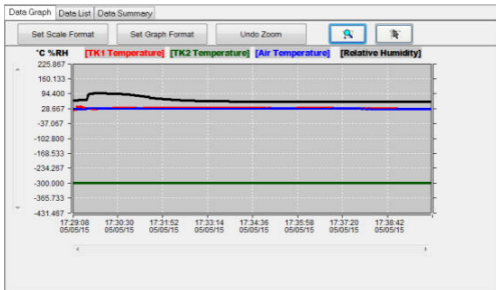 Data Graph Data List Data Summary
Set Scale Format Set Graph Format Undo Zoom
°C %RH [TK1 Temperature] [TK2 Temperature] [Air Temperature] [Relative Humidity]
225.867
160.133
94.400
28.667
-37.067
-102.800
-168.533
-234.267
-300.000
-365.733
-431.467
17:29:08 17:30:30 17:31:52 17:33:14 17:34:36 17:35:58 17:37:20 17:38:42
05/05/15 05/05/15 05/05/15 05/05/15 05/05/15 05/05/15 05/05/15 05/05/15